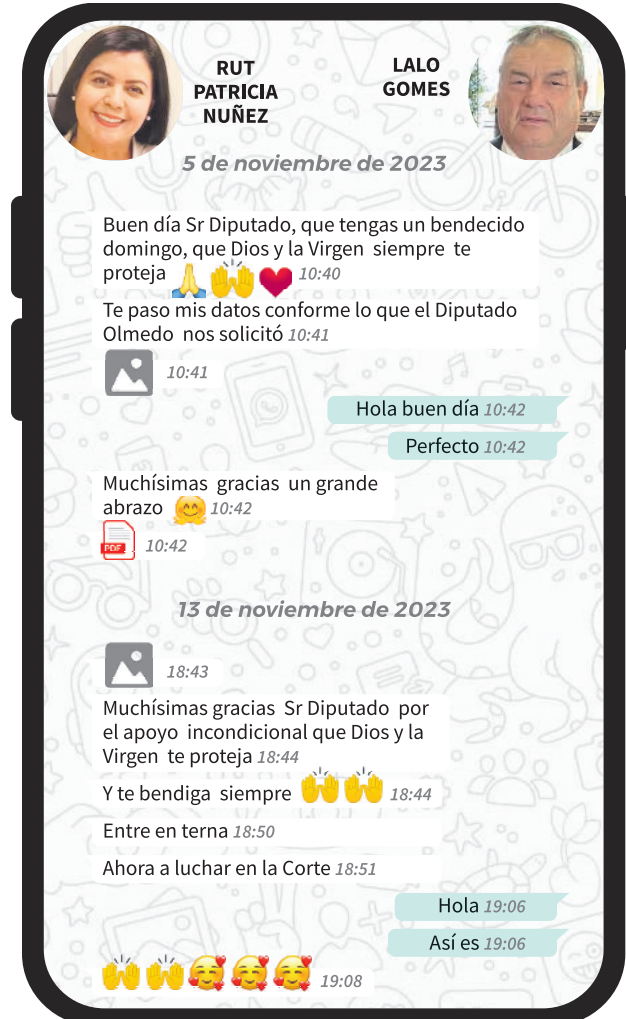 RUT
PATRICIA
NUÑEZ
LALO
GOMES
5 de noviembre de 2023
Buen día Sr Diputado, que tengas un bendecido
domingo, que Dios y la Virgen siempre te
proteja 🙏🙌❤️ 10:40
Te paso mis datos conforme lo que el Diputado
Olmedo nos solicitó 10:41
10:41
Hola buen día 10:42
Perfecto 10:42
Muchísimas gracias un grande
abrazo 🤗 10:42
PDF 10:42
13 de noviembre de 2023
18:43
Muchísimas gracias Sr Diputado por
el apoyo incondicional que Dios y la
Virgen te proteja 18:44
Y te bendiga siempre 🙌🙌 18:44
Entre en terna 18:50
Ahora a luchar en la Corte 18:51
Hola 19:06
Así es 19:06
🙌🙌🥰🥰🥰 19:08